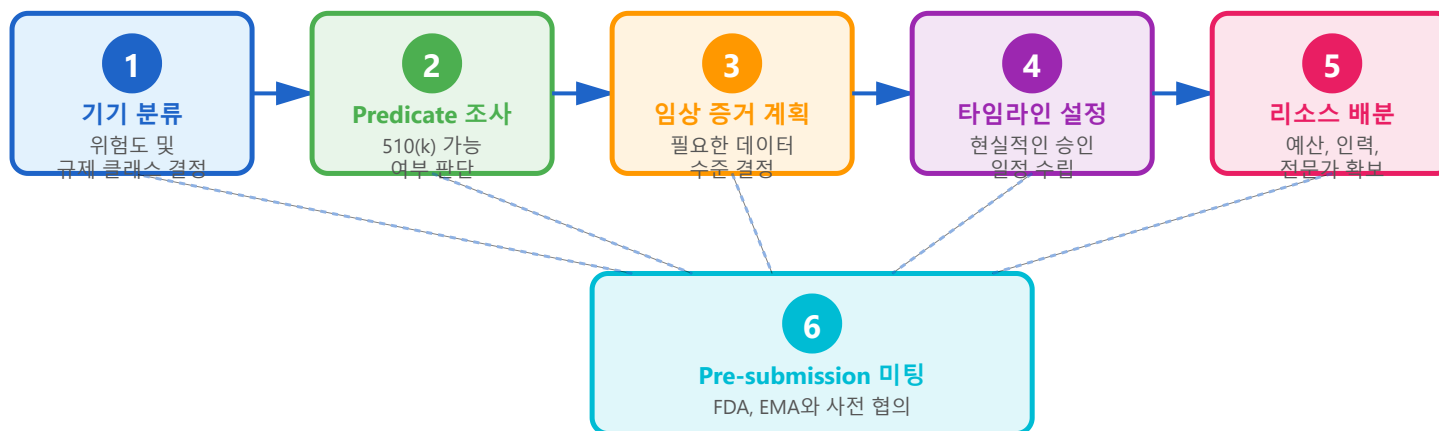 1
기기 분류
위험도 및
규제 클래스 결정
2
Predicate 조사
510(k) 가능
여부 판단
3
임상 증거 계획
필요한 데이터
수준 결정
4
타임라인 설정
현실적인 승인
일정 수립
5
리소스 배분
예산, 인력,
전문가 확보
6
Pre-submission 미팅
FDA, EMA와 사전 협의